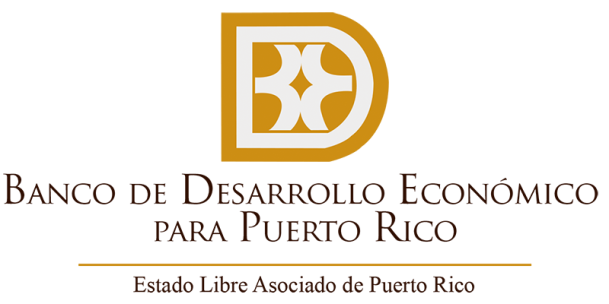 BANCO DE DESARROLLO ECONÓMICO
PARA PUERTO RICO
Estado Libre Asociado de Puerto Rico